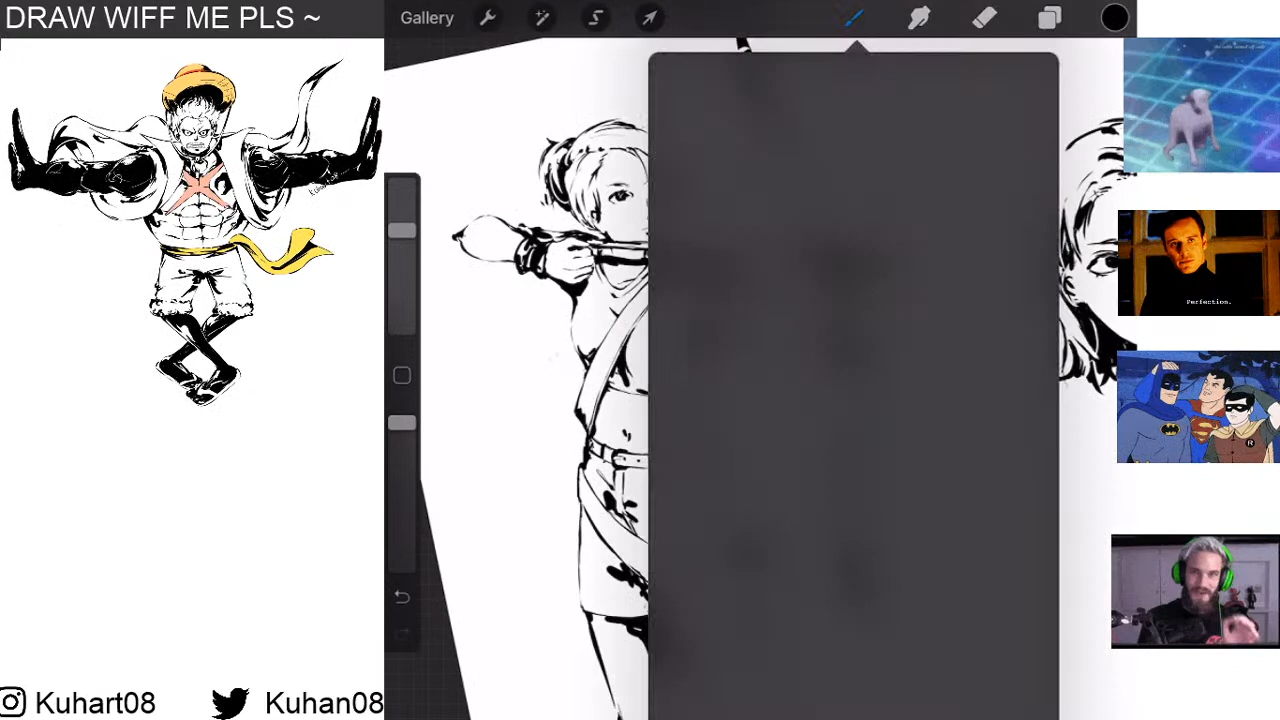 DRAW WIFF ME PLS ~
Gallery
Perfection.
Kuhart08
Kuhan08